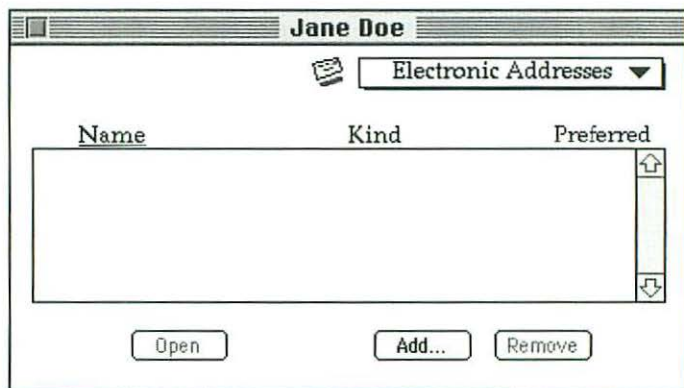 Jane Doe
Electronic Addresses
Name Kind Preferred
Open Add... Remove